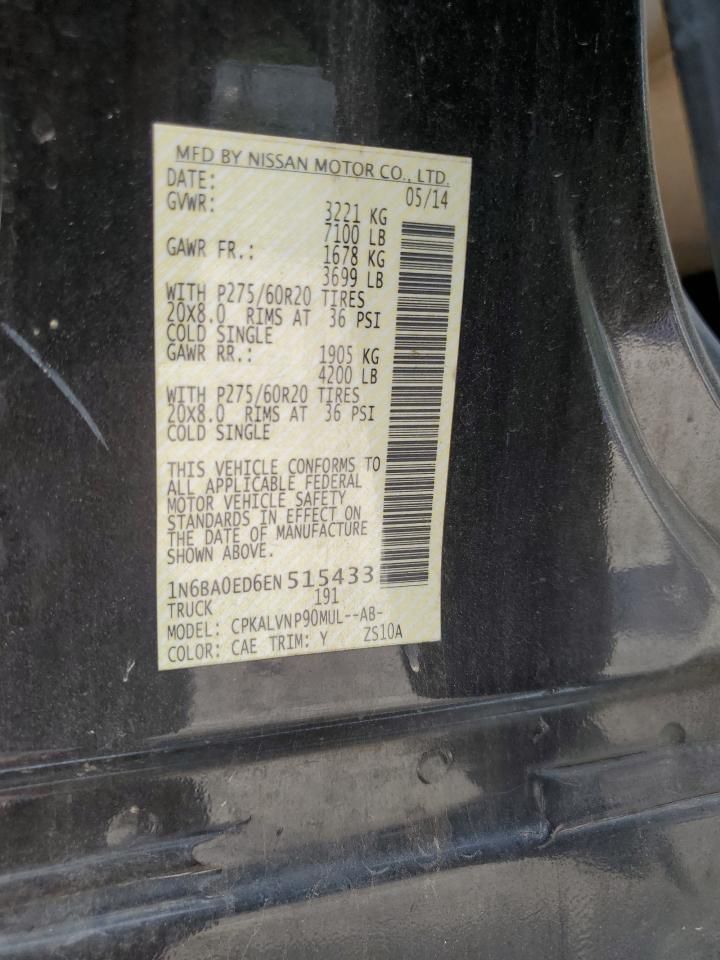 MFD BY NISSAN MOTOR CO., LTD.
DATE: 05/14
GVWR: 3221 KG
7100 LB
GAWR FR.: 1678 KG
3699 LB
WITH P275/60R20 TIRES
20X8.0 RIMS AT 36 PSI
COLD SINGLE
GAWR RR.: 1905 KG
4200 LB
WITH P275/60R20 TIRES
20X8.0 RIMS AT 36 PSI
COLD SINGLE
THIS VEHICLE CONFORMS TO
ALL APPLICABLE FEDERAL
MOTOR VEHICLE SAFETY
STANDARDS IN EFFECT ON
THE DATE OF MANUFACTURE
SHOWN ABOVE.
1N6BA0ED6EN 515433
TRUCK 191
MODEL: CPKALVNP90MUL--AB-
COLOR: CAE TRIM: Y ZS10A